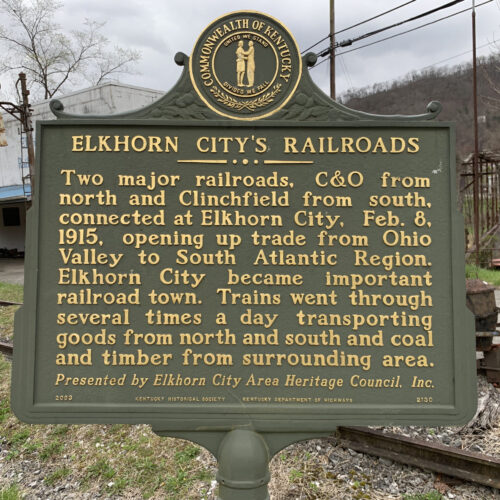 COMMONWEALTH OF KENTUCKY
UNITED WE STAND
DIVIDED WE FALL
ELKHORN CITY'S RAILROADS
Two major railroads, C&O from
north and Clinchfield from south,
connected at Elkhorn City, Feb. 8,
1915, opening up trade from Ohio
Valley to South Atlantic Region.
Elkhorn City became important
railroad town. Trains went through
several times a day transporting
goods from north and south and coal
and timber from surrounding area.
Presented by Elkhorn City Area Heritage Council, Inc.
KENTUCKY HISTORICAL SOCIETY KENTUCKY DEPARTMENT OF HIGHWAYS 2130